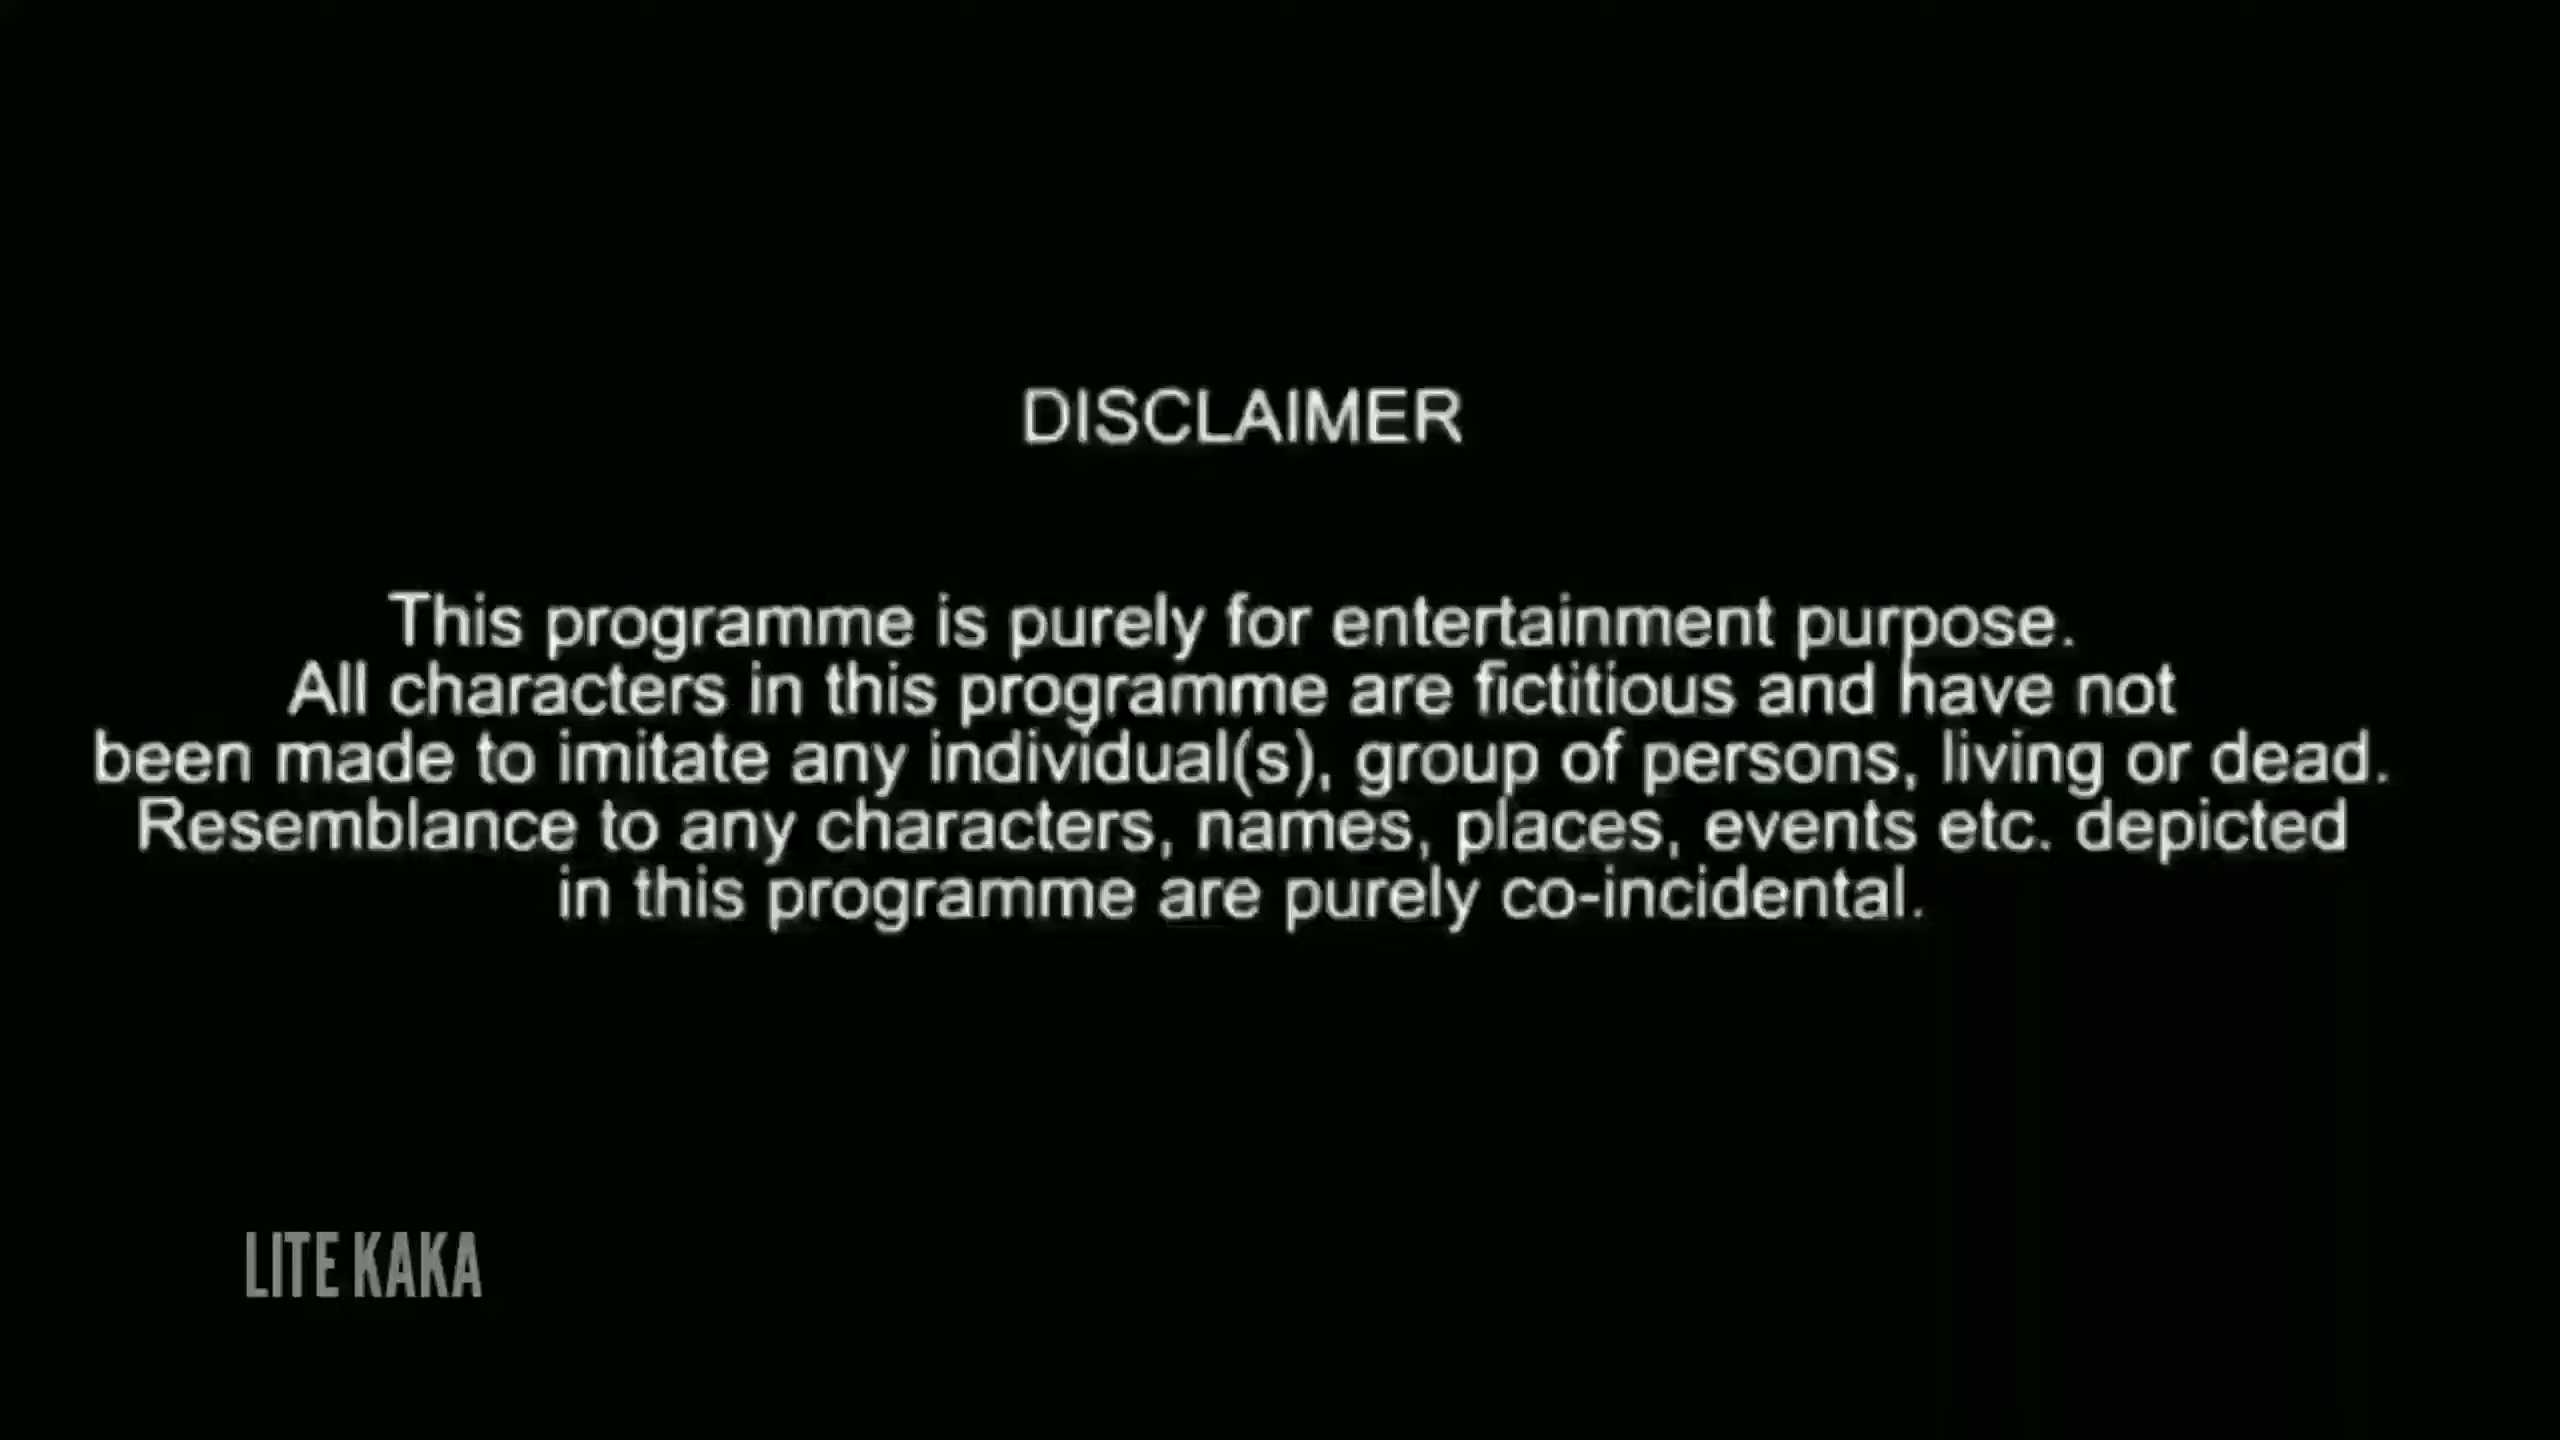 DISCLAIMER
This programme is purely for entertainment purpose.
All characters in this programme are fictitious and have not
been made to imitate any individual(s), group of persons, living or dead.
Resemblance to any characters, names, places, events etc. depicted
in this programme are purely co-incidental.
LITE KAKA